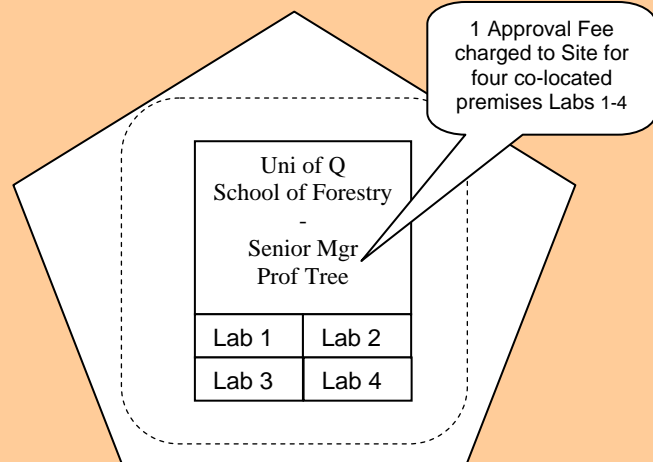 1 Approval Fee
charged to Site for
four co-located
premises Labs 1-4
Uni of Q
School of Forestry
-
Senior Mgr
Prof Tree
Lab 1
Lab 2
Lab 3
Lab 4